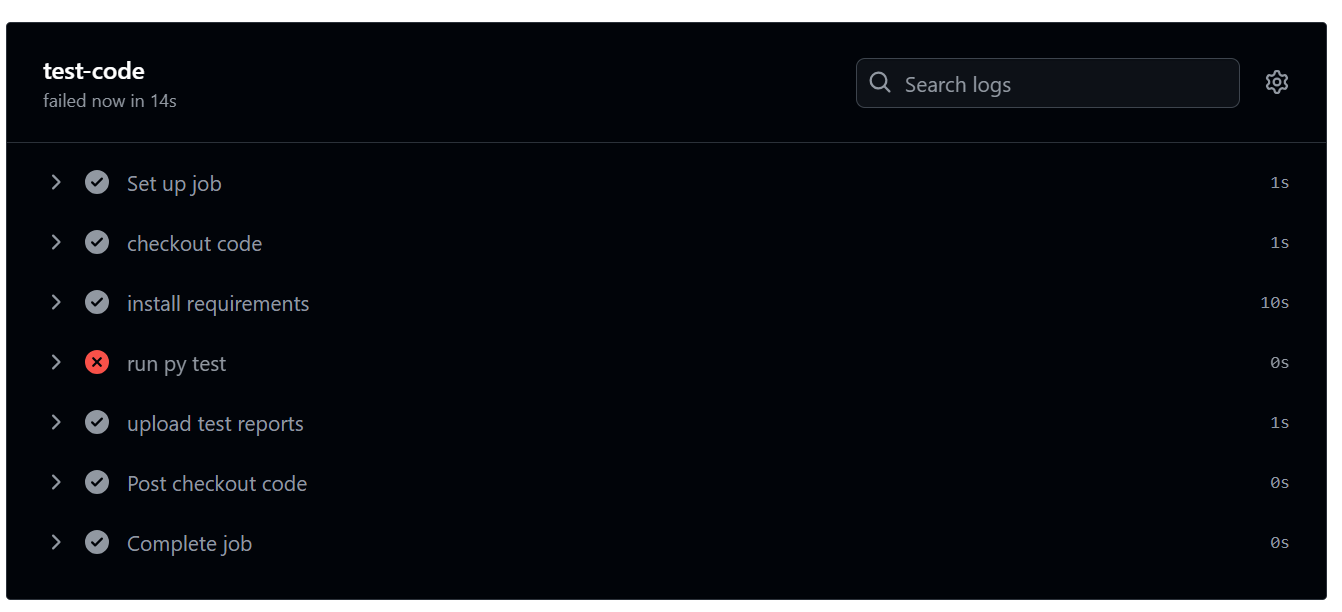 test-code
failed now in 14s
Search logs
Set up job 1s
checkout code 1s
install requirements 10s
run py test 0s
upload test reports 1s
Post checkout code 0s
Complete job 0s